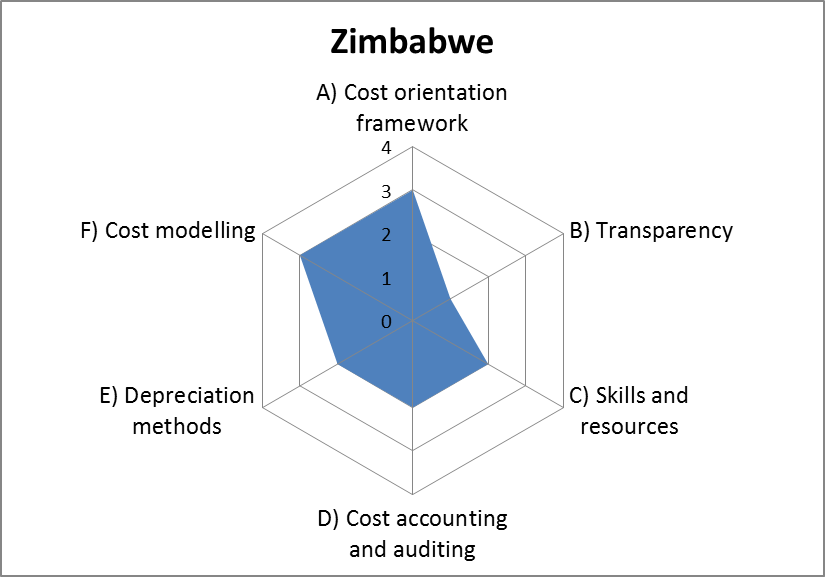 Zimbabwe
A) Cost orientation
framework
4
3
2
1
0
F) Cost modelling
B) Transparency
E) Depreciation
methods
C) Skills and
resources
D) Cost accounting
and auditing